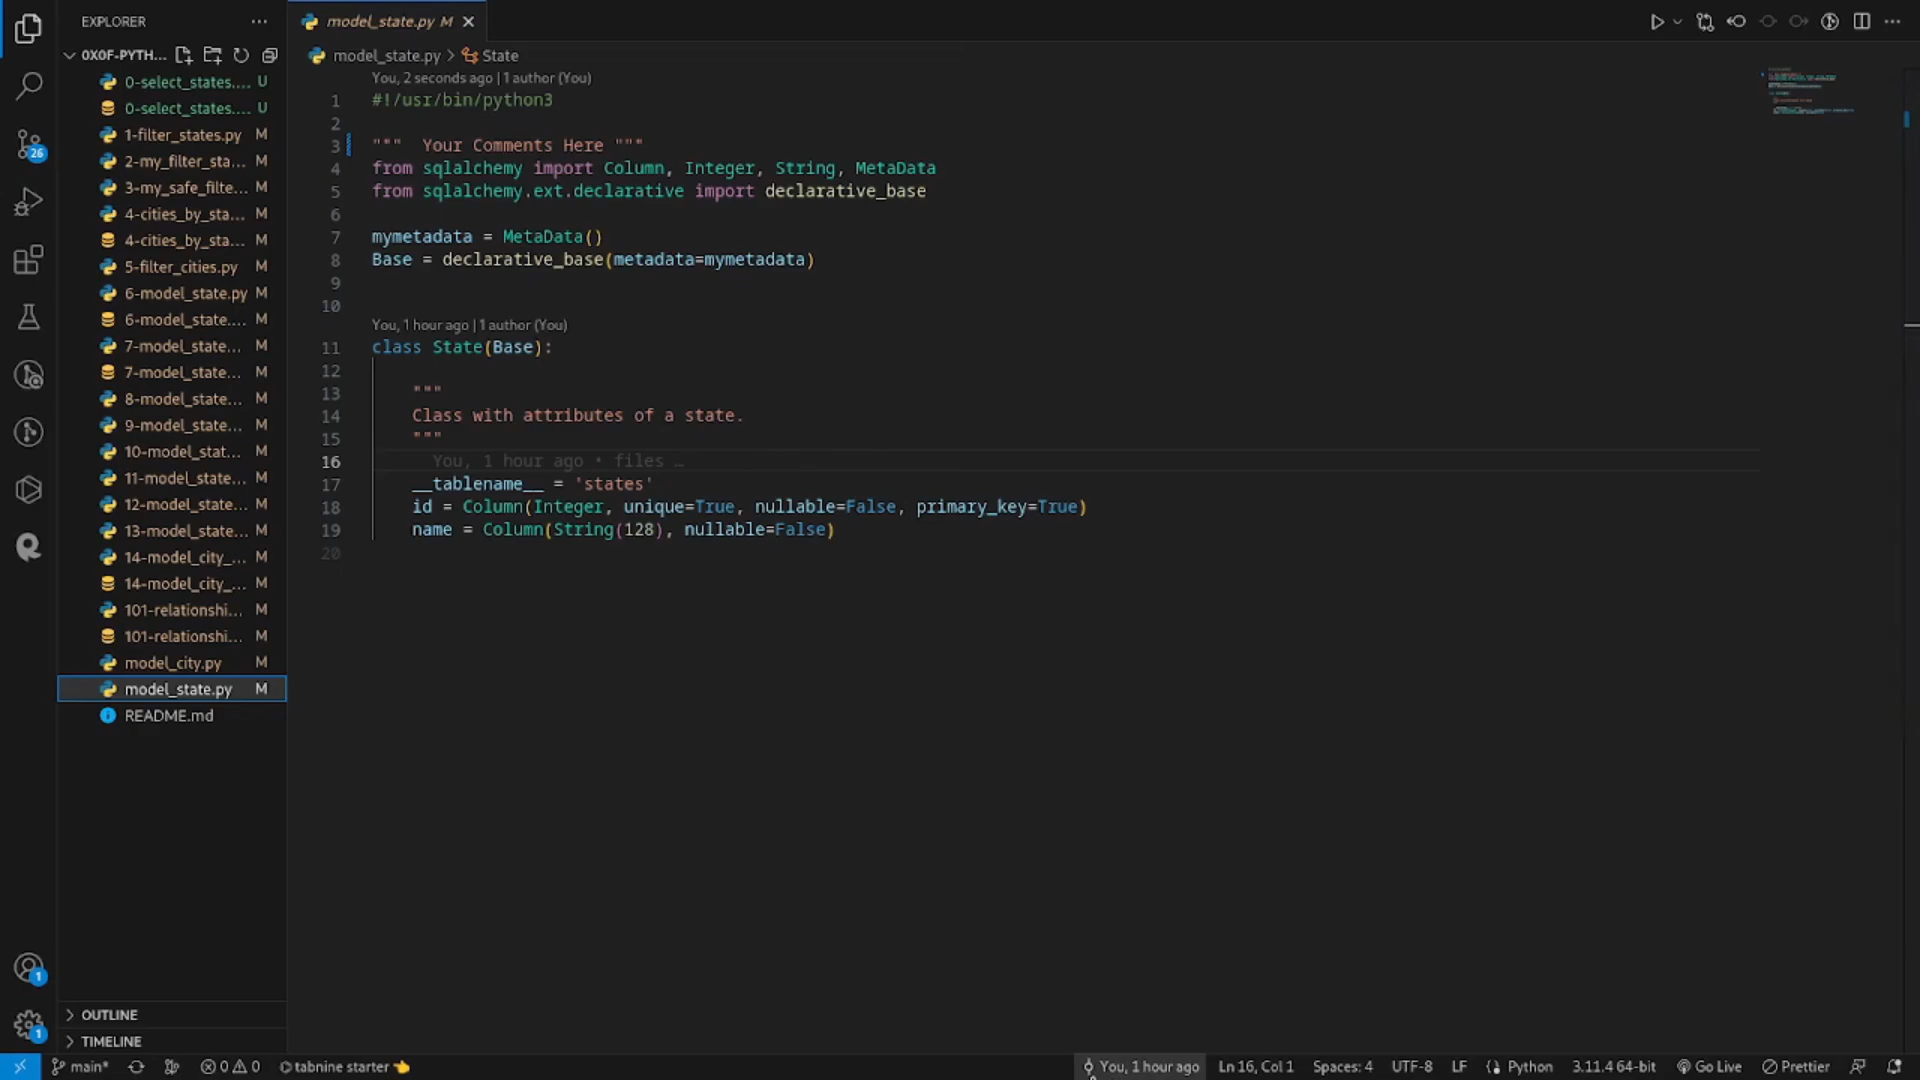 EXPLORER
model_state.py M
0X0F-PYTH...
model_state.py > State
0-select_states.... U
0-select_states.... U
1-filter_states.py M
2-my_filter_sta... M
3-my_safe_filte... M
4-cities_by_sta... M
4-cities_by_sta... M
5-filter_cities.py M
6-model_state.py M
6-model_state.... M
7-model_state... M
7-model_state... M
8-model_state... M
9-model_state... M
10-model_stat... M
11-model_state... M
12-model_state... M
13-model_state... M
14-model_city_... M
14-model_city_... M
101-relationshi... M
101-relationshi... M
model_city.py M
model_state.py M
README.md
OUTLINE
TIMELINE
26
1
1
You, 2 seconds ago | 1 author (You)
1 #!/usr/bin/python3
2
3 """  Your Comments Here """
4 from sqlalchemy import Column, Integer, String, MetaData
5 from sqlalchemy.ext.declarative import declarative_base
6
7 mymetadata = MetaData()
8 Base = declarative_base(metadata=mymetadata)
9
10
You, 1 hour ago | 1 author (You)
11 class State(Base):
12
13     """
14     Class with attributes of a state.
15     """
16       You, 1 hour ago • files …
17     __tablename__ = 'states'
18     id = Column(Integer, unique=True, nullable=False, primary_key=True)
19     name = Column(String(128), nullable=False)
20
main* 0 0 tabnine starter 👈 You, 1 hour ago Ln 16, Col 1 Spaces: 4 UTF-8 LF Python 3.11.4 64-bit Go Live Prettier